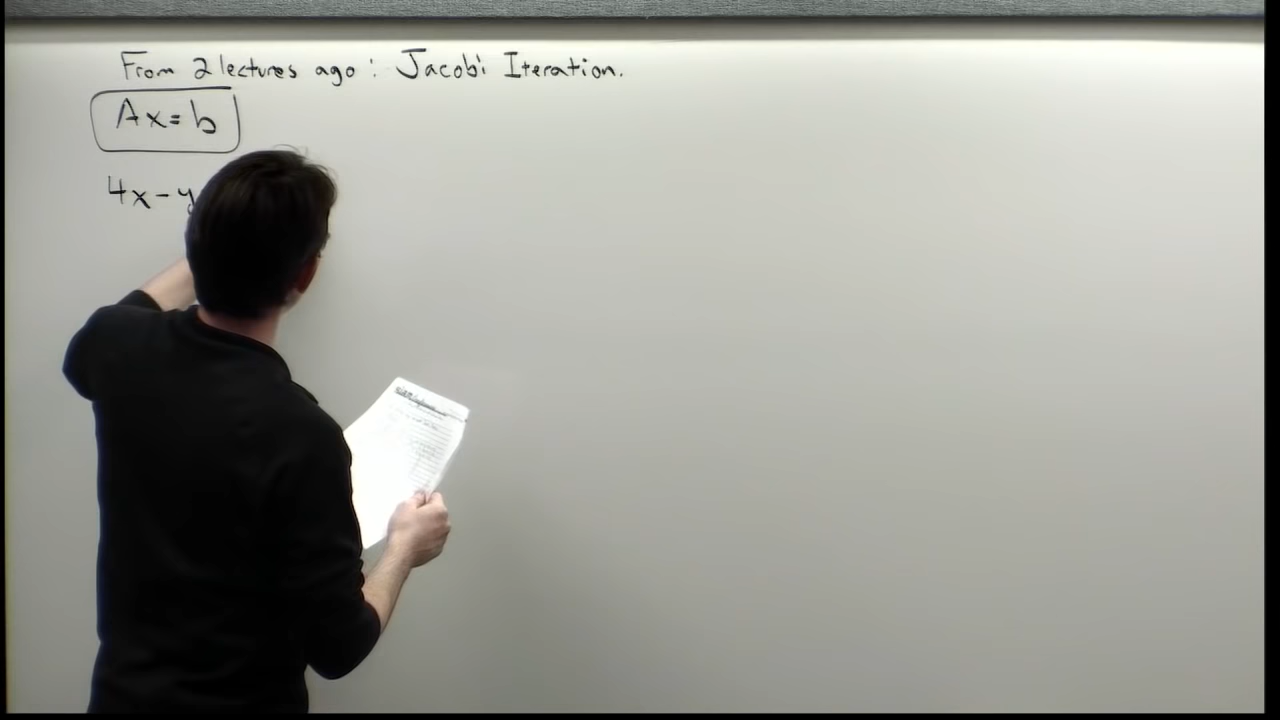 From 2 lectures ago : Jacobi Iteration.
Ax = b
4x - y